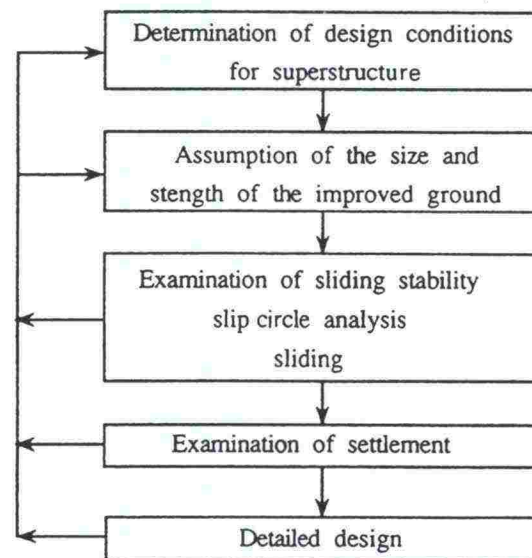 Determination of design conditions
for superstructure
Assumption of the size and
stength of the improved ground
Examination of sliding stability
slip circle analysis
sliding
Examination of settlement
Detailed design